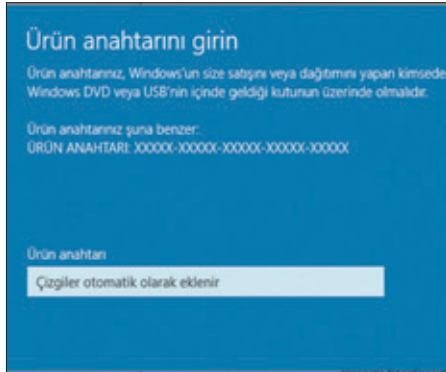 Ürün anahtarını girin
Ürün anahtarınız, Windows'un size satışını veya dağıtımını yapan kimsede
Windows DVD veya USB'nin içinde geldiği kutunun üzerinde olmalıdır.
Ürün anahtarınız şuna benzer:
ÜRÜN ANAHTARI: XXXXX-XXXXX-XXXXX-XXXXX-XXXXX
Ürün anahtarı
Çizgiler otomatik olarak eklenir